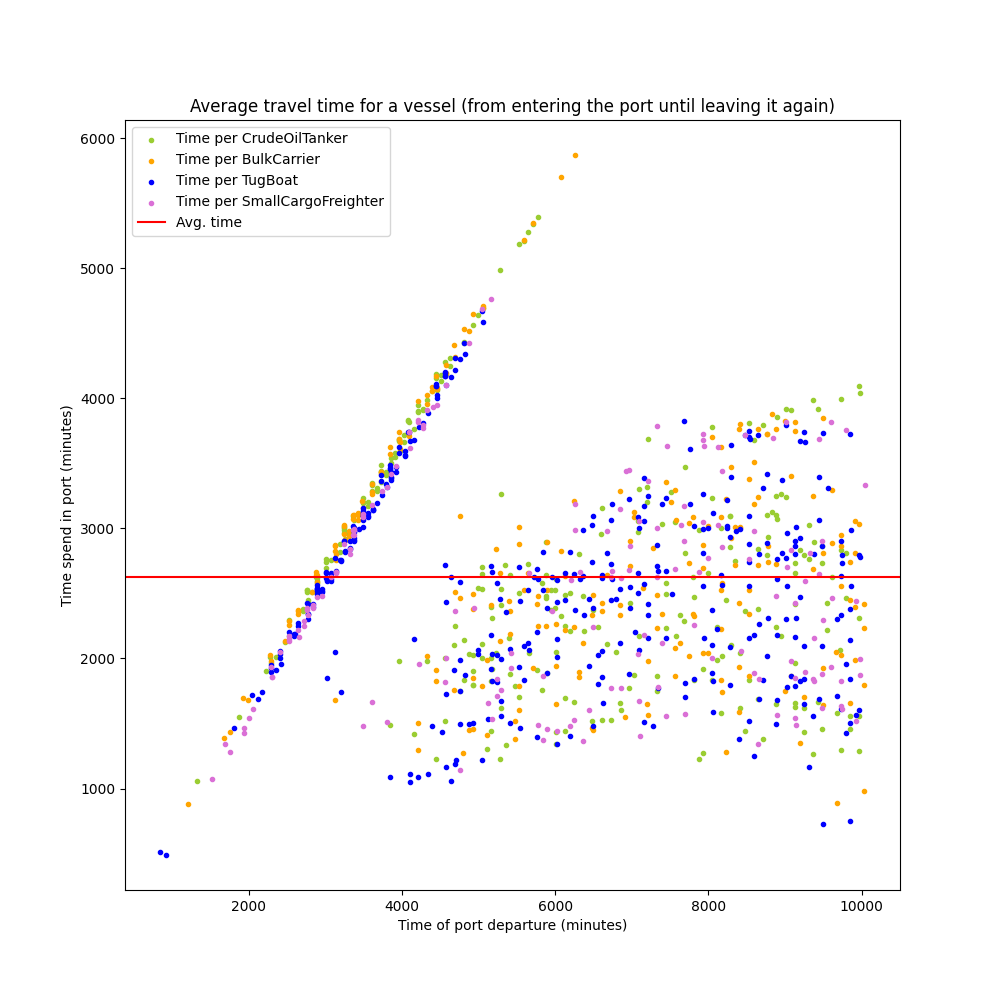 Average travel time for a vessel (from entering the port until leaving it again)
Time per CrudeOilTanker
Time per BulkCarrier
Time per TugBoat
Time per SmallCargoFreighter
Avg. time
6000
5000
4000
3000
2000
1000
Time spend in port (minutes)
2000 4000 6000 8000 10000
Time of port departure (minutes)